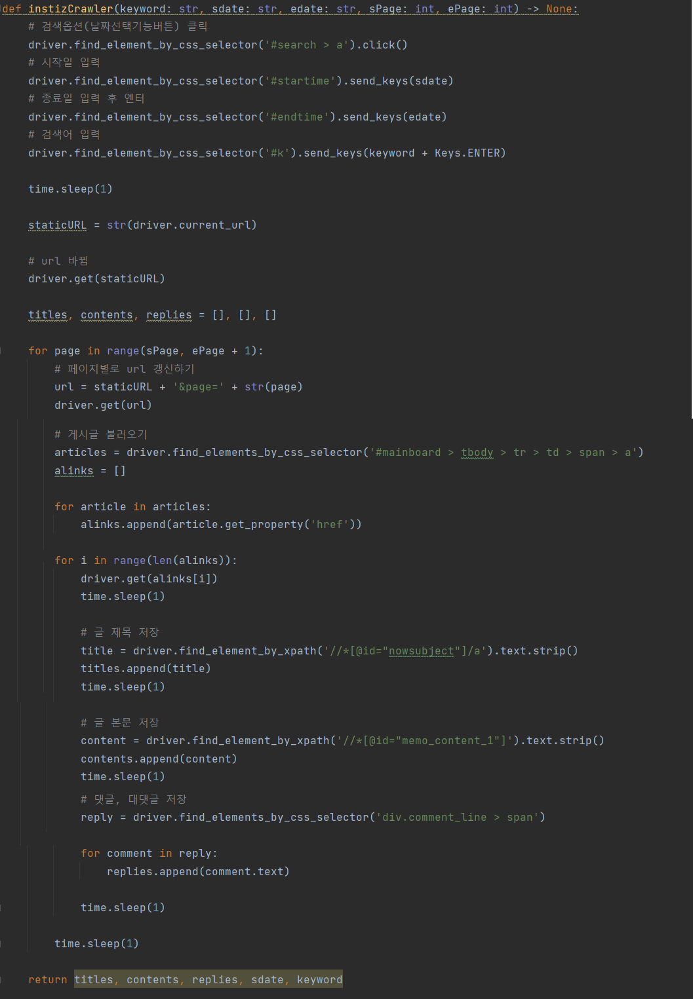 def instizCrawler(keyword: str, sdate: str, edate: str, sPage: int, ePage: int) -> None:
    # 검색옵션(날짜선택기능버튼) 클릭
    driver.find_element_by_css_selector('#search > a').click()
    # 시작일 입력
    driver.find_element_by_css_selector('#startime').send_keys(sdate)
    # 종료일 입력 후 엔터
    driver.find_element_by_css_selector('#endtime').send_keys(edate)
    # 검색어 입력
    driver.find_element_by_css_selector('#k').send_keys(keyword + Keys.ENTER)

    time.sleep(1)

    staticURL = str(driver.current_url)

    # url 바뀜
    driver.get(staticURL)

    titles, contents, replies = [], [], []

    for page in range(sPage, ePage + 1):
        # 페이지별로 url 갱신하기
        url = staticURL + '&page=' + str(page)
        driver.get(url)

        # 게시글 불러오기
        articles = driver.find_elements_by_css_selector('#mainboard > tbody > tr > td > span > a')
        alinks = []

        for article in articles:
            alinks.append(article.get_property('href'))

        for i in range(len(alinks)):
            driver.get(alinks[i])
            time.sleep(1)

            # 글 제목 저장
            title = driver.find_element_by_xpath('//*[@id="nowsubject"]/a').text.strip()
            titles.append(title)
            time.sleep(1)

            # 글 본문 저장
            content = driver.find_element_by_xpath('//*[@id="memo_content_1"]').text.strip()
            contents.append(content)
            time.sleep(1)
            # 댓글, 대댓글 저장
            reply = driver.find_elements_by_css_selector('div.comment_line > span')

            for comment in reply:
                replies.append(comment.text)

            time.sleep(1)

        time.sleep(1)

    return titles, contents, replies, sdate, keyword